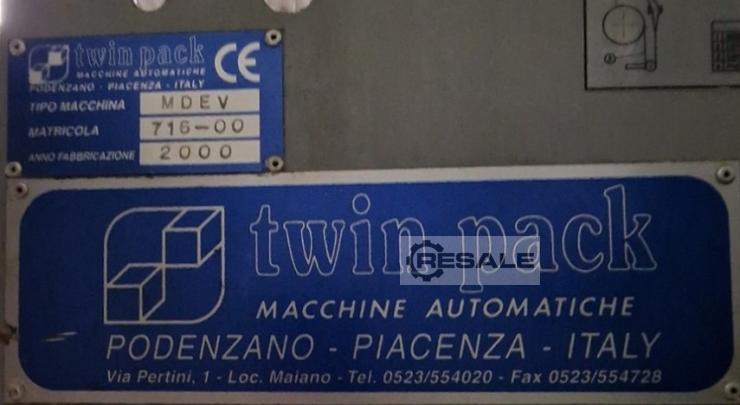 twin pack
MACCHINE AUTOMATICHE
PODENZANO - PIACENZA - ITALY
CE
TIPO MACCHINA MDEV
MATRICOLA 716-00
ANNO FABBRICAZIONE 2000
twin pack
RESALE
MACCHINE AUTOMATICHE
PODENZANO - PIACENZA - ITALY
Via Pertini, 1 - Loc. Maiano - Tel. 0523/554020 - Fax 0523/554728